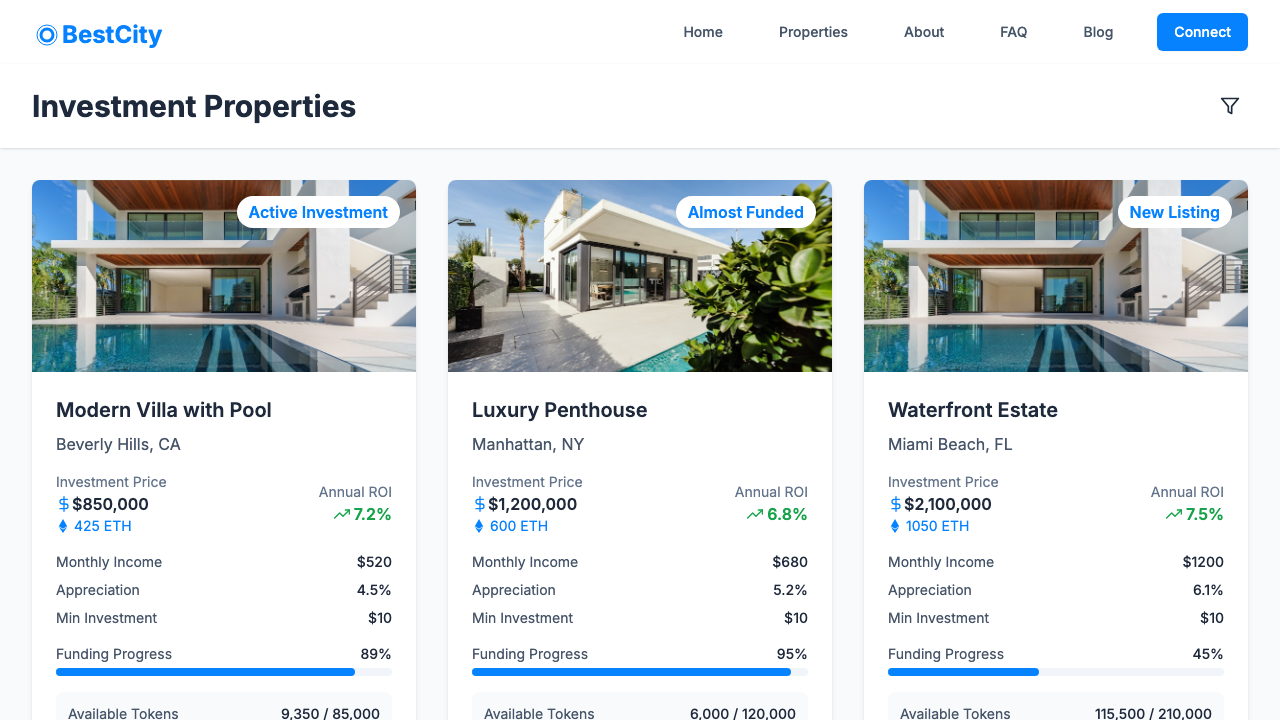 BestCity
Home
Properties
About
FAQ
Blog
Connect
Investment Properties
Active Investment
Modern Villa with Pool
Beverly Hills, CA
Investment Price
$850,000
425 ETH
Annual ROI
7.2%
Monthly Income $520
Appreciation 4.5%
Min Investment $10
Funding Progress 89%
Available Tokens 9,350 / 85,000
Almost Funded
Luxury Penthouse
Manhattan, NY
Investment Price
$1,200,000
600 ETH
Annual ROI
6.8%
Monthly Income $680
Appreciation 5.2%
Min Investment $10
Funding Progress 95%
Available Tokens 6,000 / 120,000
New Listing
Waterfront Estate
Miami Beach, FL
Investment Price
$2,100,000
1050 ETH
Annual ROI
7.5%
Monthly Income $1200
Appreciation 6.1%
Min Investment $10
Funding Progress 45%
Available Tokens 115,500 / 210,000